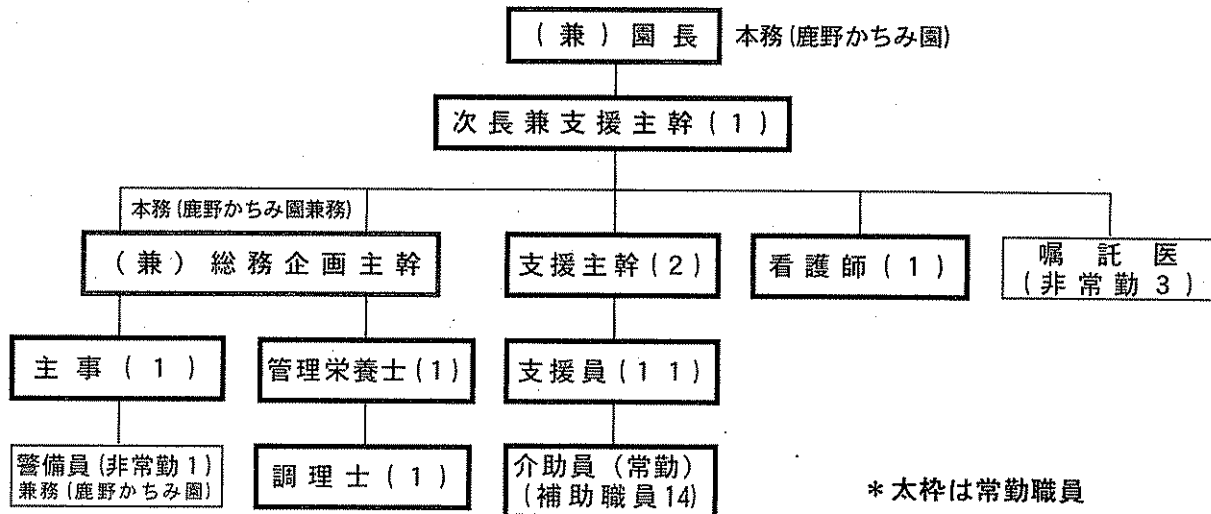 (兼)園長 本務(鹿野かちみ園)
次長兼支援主幹(1)
本務(鹿野かちみ園兼務)
(兼)総務企画主幹
支援主幹(2)
看護師(1)
嘱託医
(非常勤3)
主事(1)
管理栄養士(1)
支援員(11)
警備員(非常勤1)
兼務(鹿野かちみ園)
調理士(1)
介助員(常勤)
(補助職員14)
*太枠は常勤職員